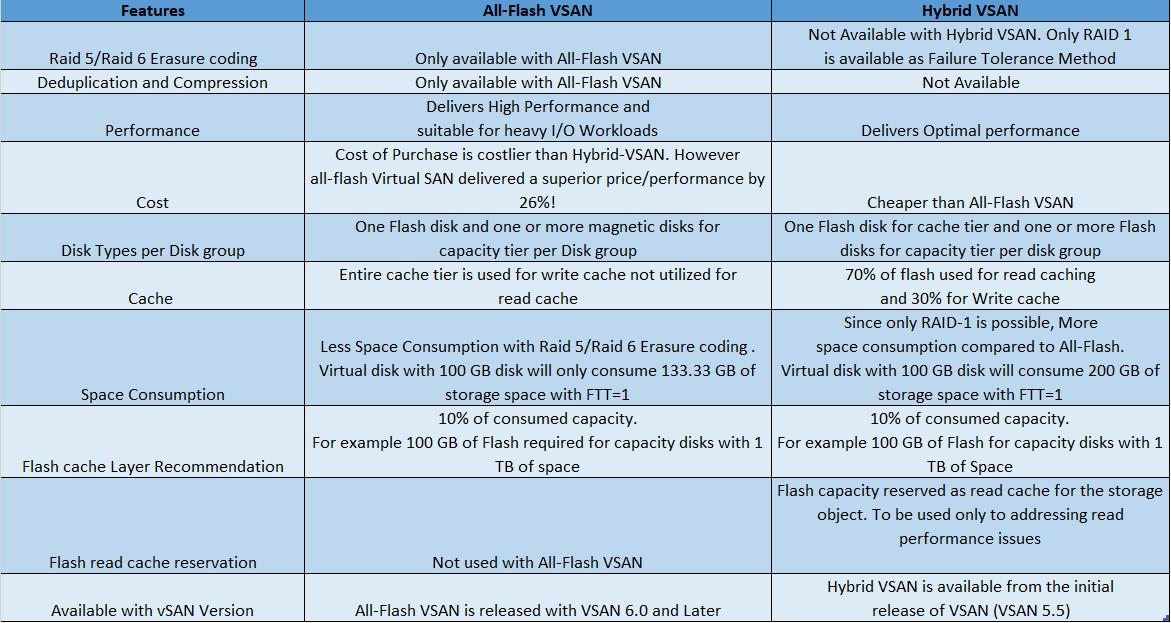 Features All-Flash VSAN Hybrid VSAN
Raid 5/Raid 6 Erasure coding
Only available with All-Flash VSAN
Not Available with Hybrid VSAN. Only RAID 1
is available as Failure Tolerance Method
Deduplication and Compression
Only available with All-Flash VSAN
Not Available
Performance
Delivers High Performance and
suitable for heavy I/O Workloads
Delivers Optimal performance
Cost
Cost of Purchase is costlier than Hybrid-VSAN. However
all-flash Virtual SAN delivered a superior price/performance by
26%!
Cheaper than All-Flash VSAN
Disk Types per Disk group
One Flash disk and one or more magnetic disks for
capacity tier per Disk group
One Flash disk for cache tier and one or more Flash
disks for capacity tier per disk group
Cache
Entire cache tier is used for write cache not utilized for
read cache
70% of flash used for read caching
and 30% for Write cache
Space Consumption
Less Space Consumption with Raid 5/Raid 6 Erasure coding .
Virtual disk with 100 GB disk will only consume 133.33 GB of
storage space with FTT=1
Since only RAID-1 is possible, More
space consumption compared to All-Flash.
Virtual disk with 100 GB disk will consume 200 GB of
storage space with FTT=1
Flash cache Layer Recommendation
10% of consumed capacity.
For example 100 GB of Flash required for capacity disks with 1
TB of space
10% of consumed capacity.
For example 100 GB of Flash for capacity disks with 1
TB of Space
Flash read cache reservation
Not used with All-Flash VSAN
Flash capacity reserved as read cache for the storage
object. To be used only to addressing read
performance issues
Available with vSAN Version
All-Flash VSAN is released with VSAN 6.0 and Later
Hybrid VSAN is available from the initial
release of VSAN (VSAN 5.5)